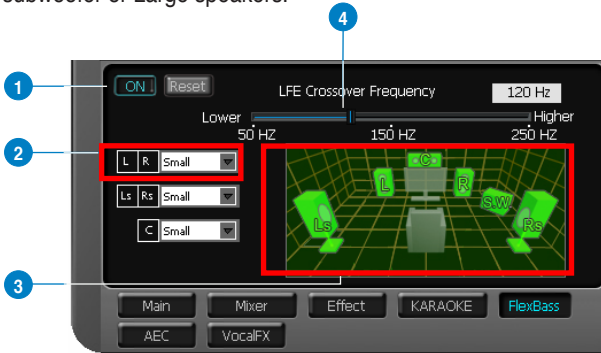 subwoofer or Large speakers.
4
1
ON Reset
LFE Crossover Frequency 120 Hz
Lower Higher
50 HZ 150 HZ 250 HZ
2
L R Small
Ls Rs Small
C Small
C
L R
S.W.
Ls Rs
3
Main Mixer Effect KARAOKE FlexBass
AEC VocalFX